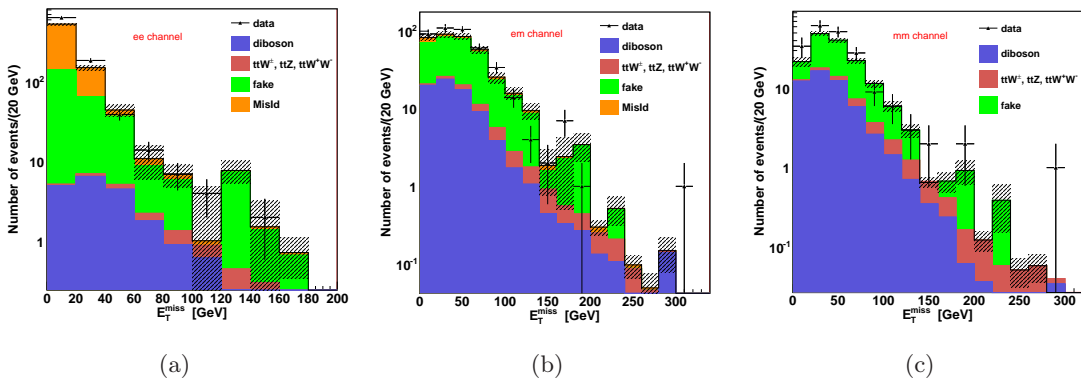 Number of events/(20 GeV)
10²
10
1
0 20 40 60 80 100 120 140 160 180 200
E_T^miss [GeV]
ee channel
data
diboson
ttW±, ttZ, ttW⁺W⁻
fake
MisId
(a)
Number of events/(20 GeV)
10²
10
1
10⁻¹
0 50 100 150 200 250 300
E_T^miss [GeV]
em channel
data
diboson
ttW±, ttZ, ttW⁺W⁻
fake
MisId
(b)
Number of events/(20 GeV)
10
1
10⁻¹
0 50 100 150 200 250 300
E_T^miss [GeV]
mm channel
data
diboson
ttW±, ttZ, ttW⁺W⁻
fake
(c)